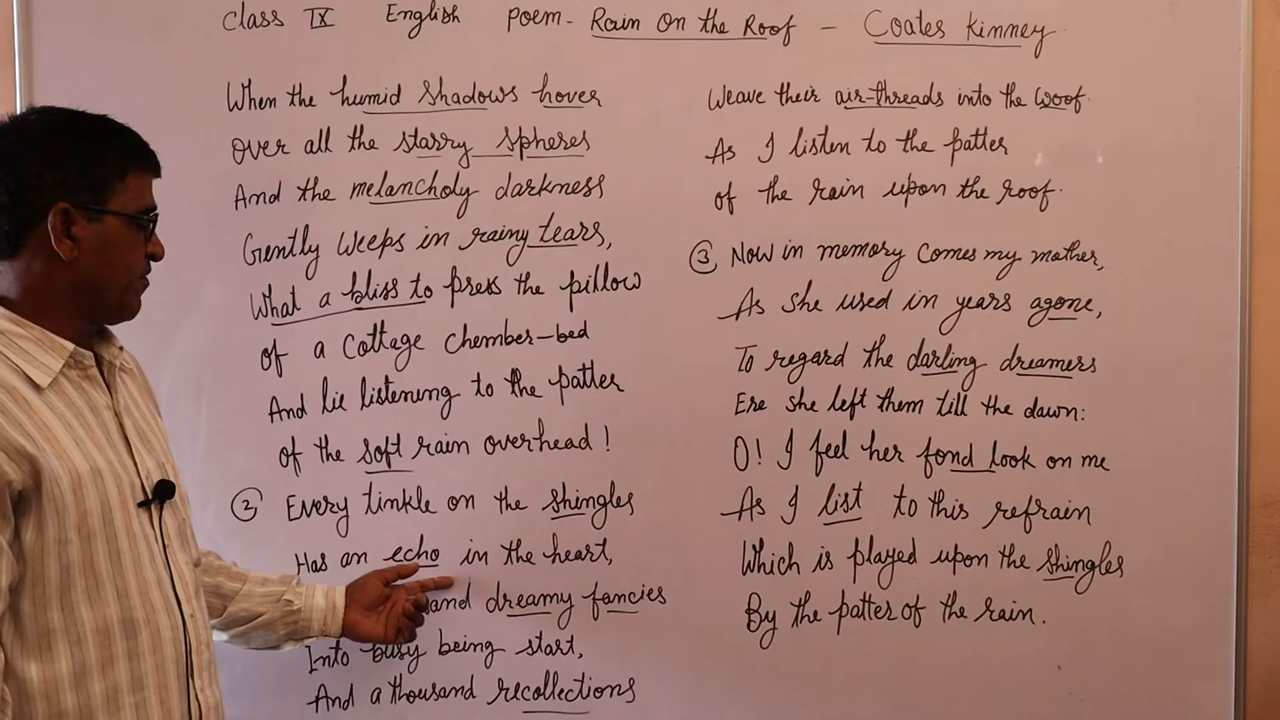 Class IX English Poem - Rain On the Roof - Coates Kinney
When the humid shadows hover
Over all the starry spheres
And the melancholy darkness
Gently weeps in rainy tears,
What a bliss to press the pillow
Of a cottage chember-bed
And lie listening to the patter
Of the soft rain overhead!
② Every tinkle on the shingles
Has an echo in the heart,
and dreamy fancies
Into busy being start,
And a thousand recollections
Weave their air-threads into the woof.
As I listen to the patter
of the rain upon the roof.
③ Now in memory comes my mother,
As she used in years agone,
To regard the darling dreamers
Ere she left them till the dawn:
O! I feel her fond look on me
As I list to this refrain
Which is played upon the shingles
By the patter of the rain.